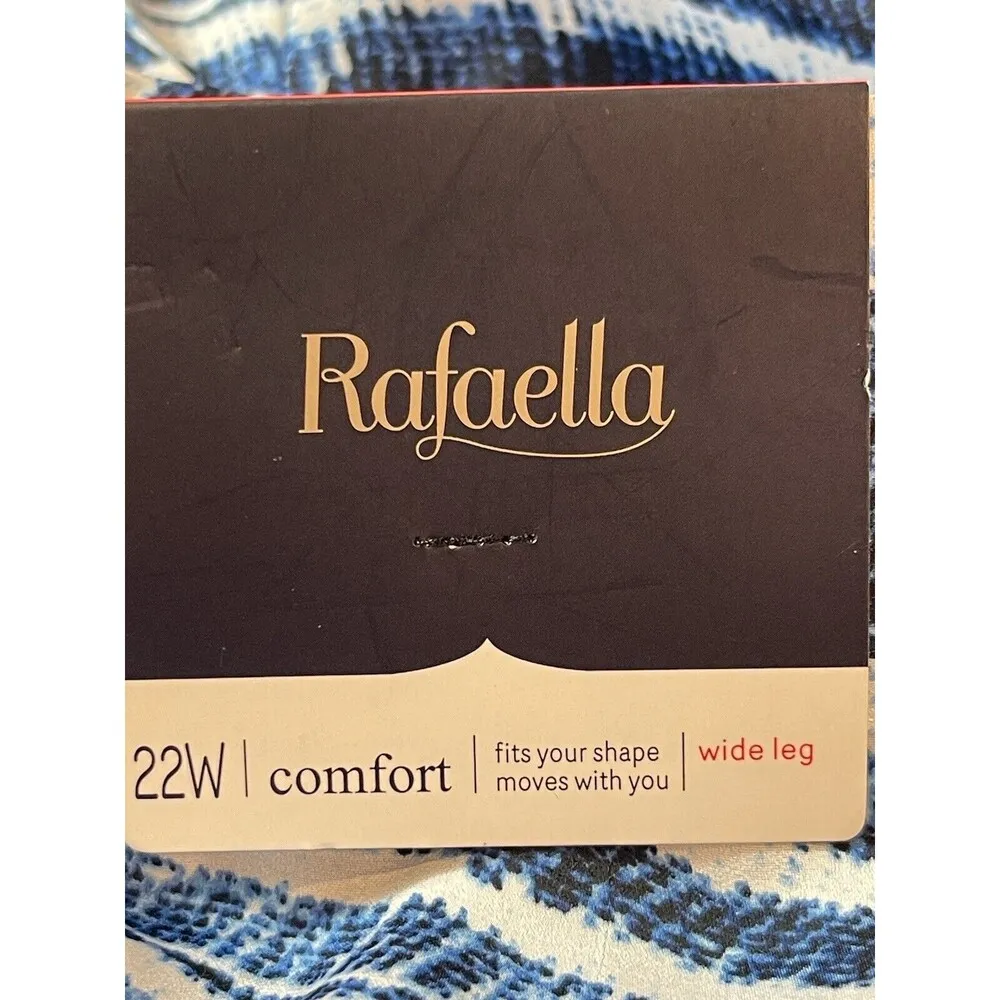 Rafaella
22W | comfort | fits your shape
moves with you | wide leg